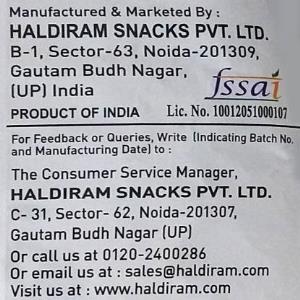 Manufactured & Marketed By :
HALDIRAM SNACKS PVT. LTD.
B-1, Sector-63, Noida-201309,
Gautam Budh Nagar,
(UP) India
fssai
PRODUCT OF INDIA
Lic. No. 10012051000107
For Feedback or Queries, Write (Indicating Batch No.
and Manufacturing Date) to :
The Consumer Service Manager,
HALDIRAM SNACKS PVT. LTD.
C- 31, Sector- 62, Noida-201307,
Gautam Budh Nagar (UP)
Or call us at 0120-2400286
Or email us at : sales@haldiram.com
Visit us at : www.haldiram.com